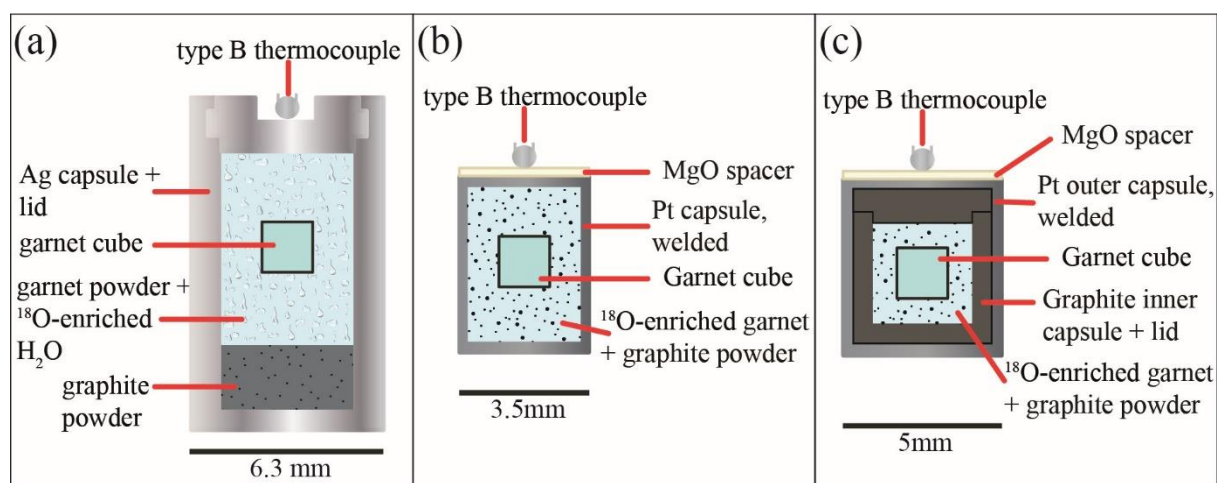 (a)
type B thermocouple
Ag capsule +
lid
garnet cube
garnet powder +
¹⁸O-enriched
H₂O
graphite
powder
6.3 mm
(b)
type B thermocouple
MgO spacer
Pt capsule,
welded
Garnet cube
¹⁸O-enriched garnet
+ graphite powder
3.5mm
(c)
type B thermocouple
MgO spacer
Pt outer capsule,
welded
Garnet cube
Graphite inner
capsule + lid
¹⁸O-enriched garnet
+ graphite powder
5mm